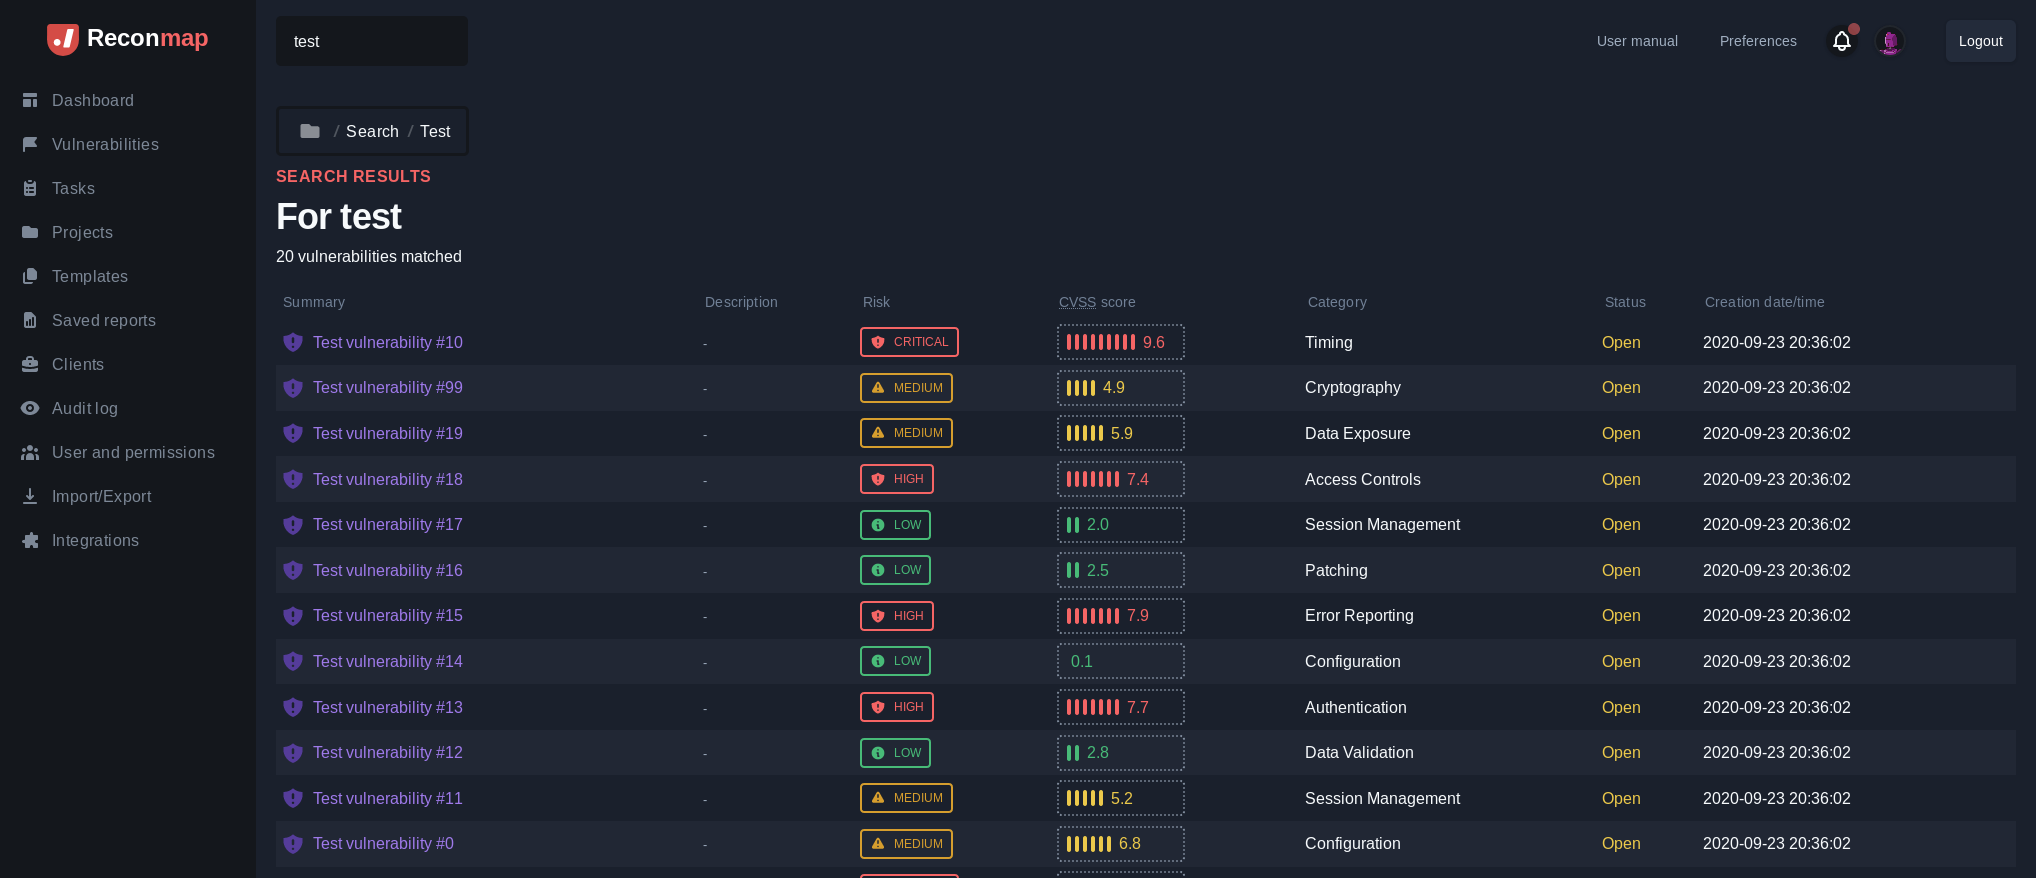 Reconmap
test
User manual
Preferences
Logout
Dashboard
Vulnerabilities
Tasks
Projects
Templates
Saved reports
Clients
Audit log
User and permissions
Import/Export
Integrations
/ Search / Test
SEARCH RESULTS
For test
20 vulnerabilities matched
Summary Description Risk CVSS score Category Status Creation date/time
Test vulnerability #10 - CRITICAL 9.6 Timing Open 2020-09-23 20:36:02
Test vulnerability #99 - MEDIUM 4.9 Cryptography Open 2020-09-23 20:36:02
Test vulnerability #19 - MEDIUM 5.9 Data Exposure Open 2020-09-23 20:36:02
Test vulnerability #18 - HIGH 7.4 Access Controls Open 2020-09-23 20:36:02
Test vulnerability #17 - LOW 2.0 Session Management Open 2020-09-23 20:36:02
Test vulnerability #16 - LOW 2.5 Patching Open 2020-09-23 20:36:02
Test vulnerability #15 - HIGH 7.9 Error Reporting Open 2020-09-23 20:36:02
Test vulnerability #14 - LOW 0.1 Configuration Open 2020-09-23 20:36:02
Test vulnerability #13 - HIGH 7.7 Authentication Open 2020-09-23 20:36:02
Test vulnerability #12 - LOW 2.8 Data Validation Open 2020-09-23 20:36:02
Test vulnerability #11 - MEDIUM 5.2 Session Management Open 2020-09-23 20:36:02
Test vulnerability #0 - MEDIUM 6.8 Configuration Open 2020-09-23 20:36:02